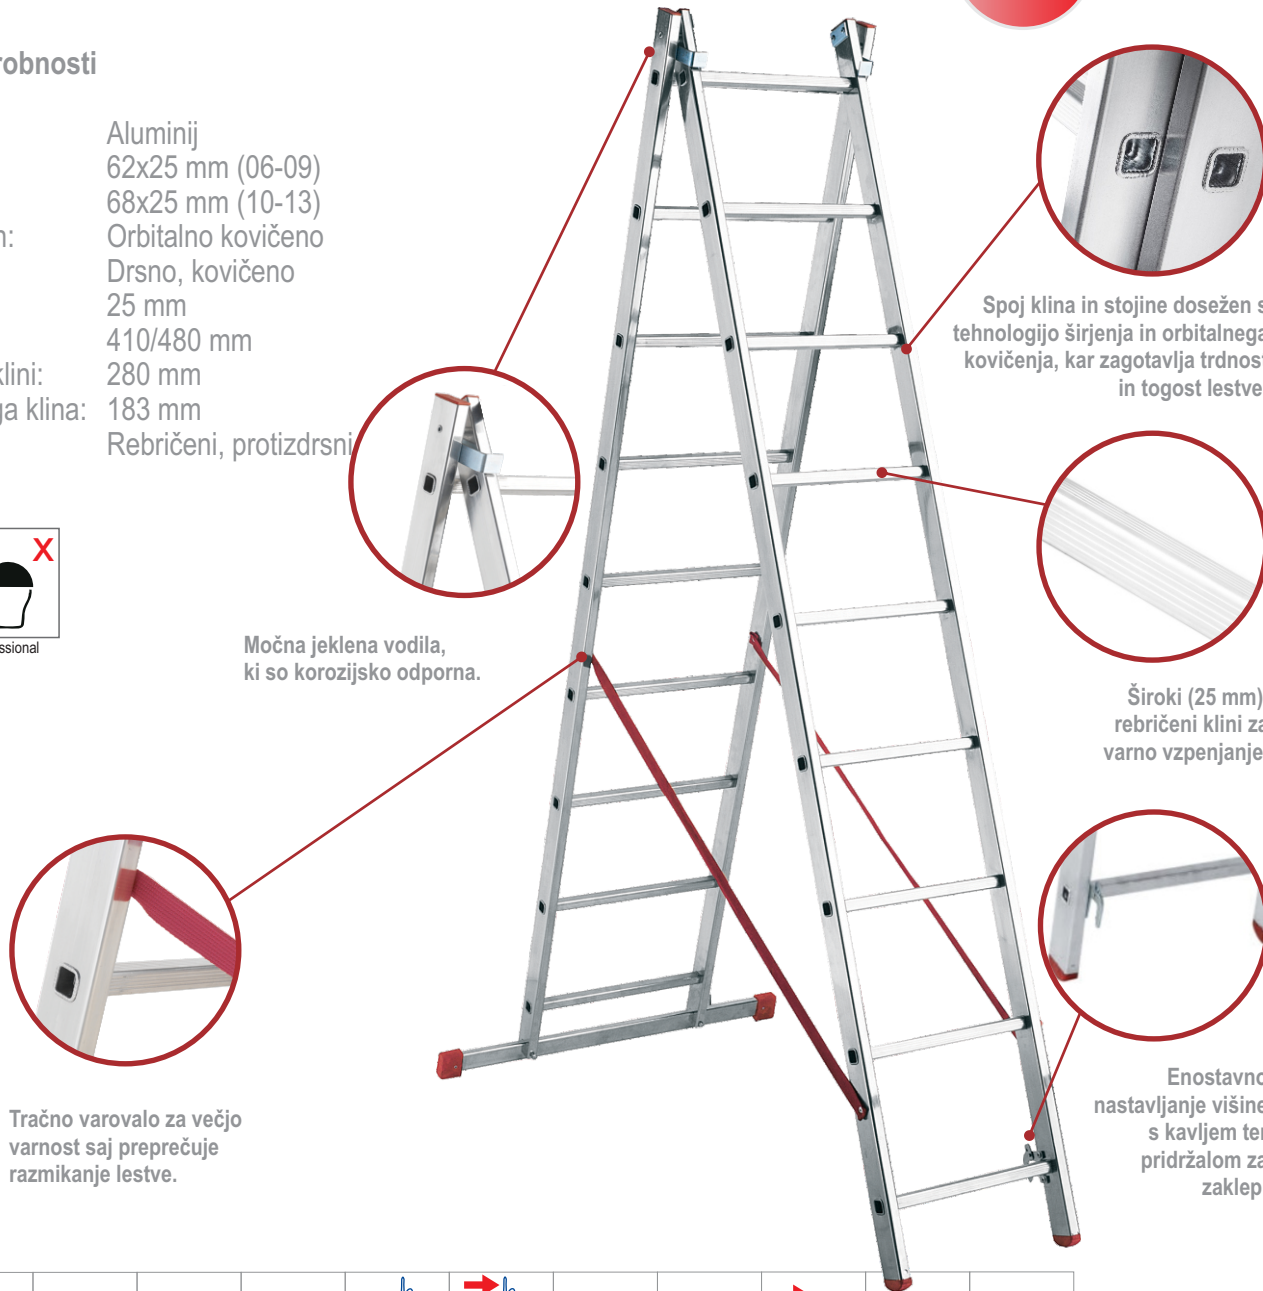 robnosti
Aluminij
62x25 mm (06-09)
68x25 mm (10-13)
Orbitalno kovičeno
Drsno, kovičeno
25 mm
410/480 mm
klini: 280 mm
ga klina: 183 mm
Rebričeni, protizdrsni
X
ssional
Močna jeklena vodila,
ki so korozijsko odporna.
Spoj klina in stojine dosežen s
tehnologijo širjenja in orbitalnega
kovičenja, kar zagotavlja trdnost
in togost lestve
Široki (25 mm)
rebričeni klini za
varno vzpenjanje
Tračno varovalo za večjo
varnost saj preprečuje
razmikanje lestve.
Enostavno
nastavljanje višine
s kavljem ter
pridržalom za
zaklep